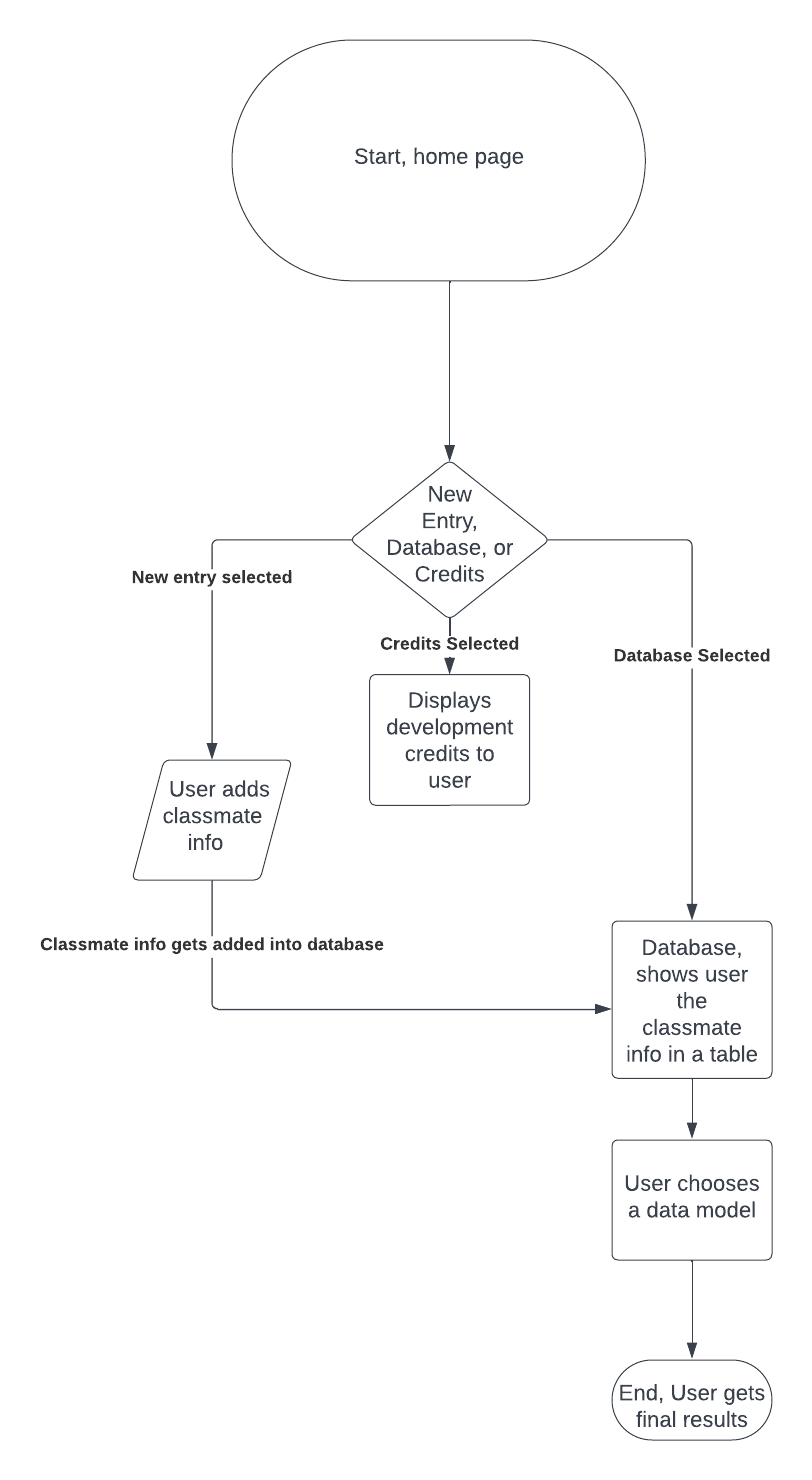 Start, home page
New
Entry,
Database, or
Credits
New entry selected
Credits Selected
Database Selected
Displays
development
credits to
user
User adds
classmate
info
Classmate info gets added into database
Database,
shows user
the
classmate
info in a table
User chooses
a data model
End, User gets
final results